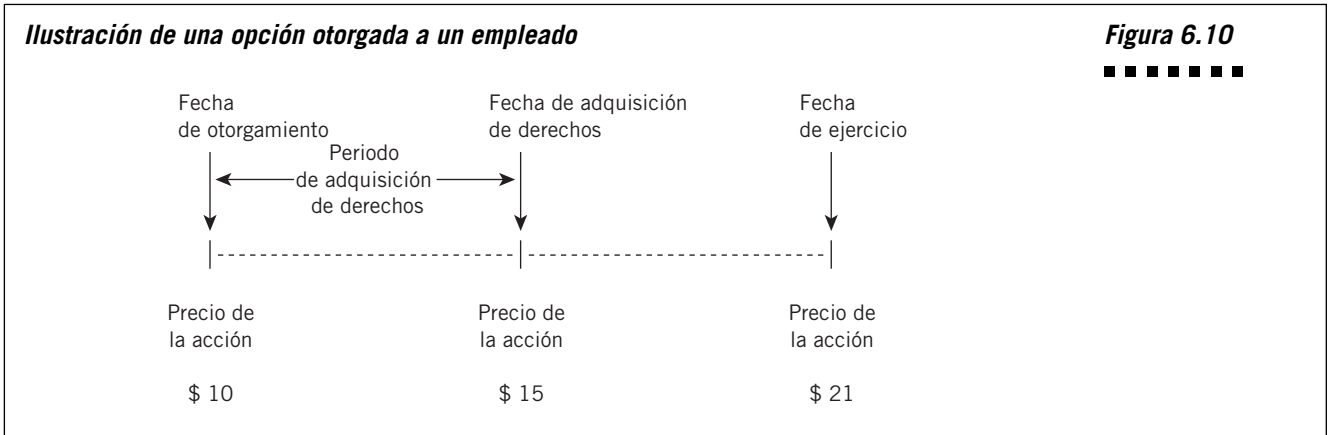 Ilustración de una opción otorgada a un empleado
Figura 6.10
Fecha
de otorgamiento
Fecha de adquisición
de derechos
Fecha
de ejercicio
Periodo
de adquisición
de derechos
Precio de
la acción
Precio de
la acción
Precio de
la acción
$ 10
$ 15
$ 21